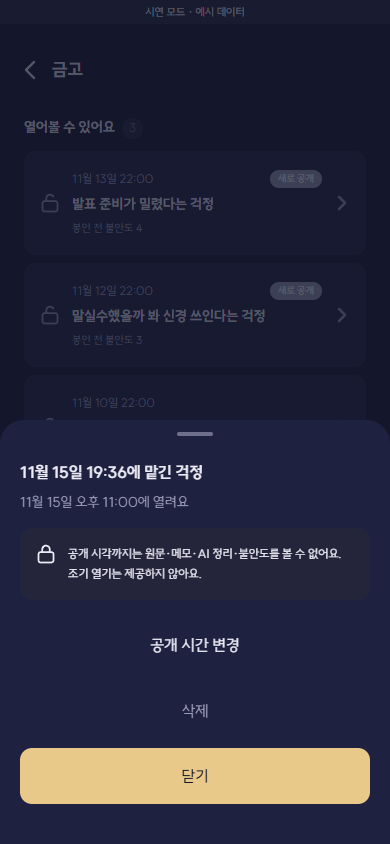 시연 모드 · 예시 데이터
금고
열어볼 수 있어요 3
11월 13일 22:00
새로 공개
발표 준비가 밀렸다는 걱정
봉인 전 불안도 4
11월 12일 22:00
새로 공개
말실수했을까 봐 신경 쓰인다는 걱정
봉인 전 불안도 3
11월 10일 22:00
11월 15일 19:36에 맡긴 걱정
11월 15일 오후 11:00에 열려요
공개 시각까지는 원문·메모·AI 정리·불안도를 볼 수 없어요.
조기 열기는 제공하지 않아요.
공개 시간 변경
삭제
닫기